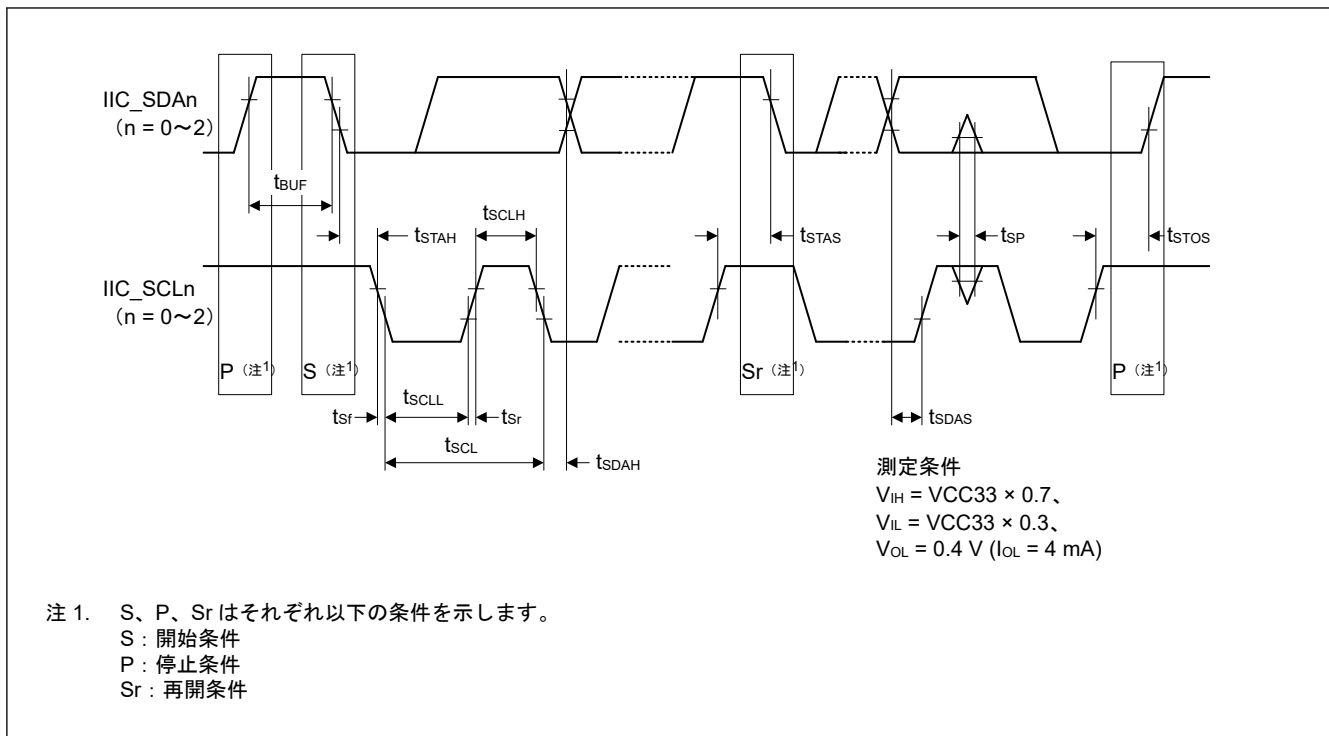 IIC_SDAn
（n = 0～2）
tBUF
tSTAH
tSCLH
tSTAS
tSP
tSTOS
IIC_SCLn
（n = 0～2）
P（注1）
S（注1）
Sr（注1）
P（注1）
tSf
tSCLL
tSr
tSCL
tSDAH
tSDAS
測定条件
VIH = VCC33 × 0.7、
VIL = VCC33 × 0.3、
VOL = 0.4 V (IOL = 4 mA)
注 1. S、P、Sr はそれぞれ以下の条件を示します。
S：開始条件
P：停止条件
Sr：再開条件